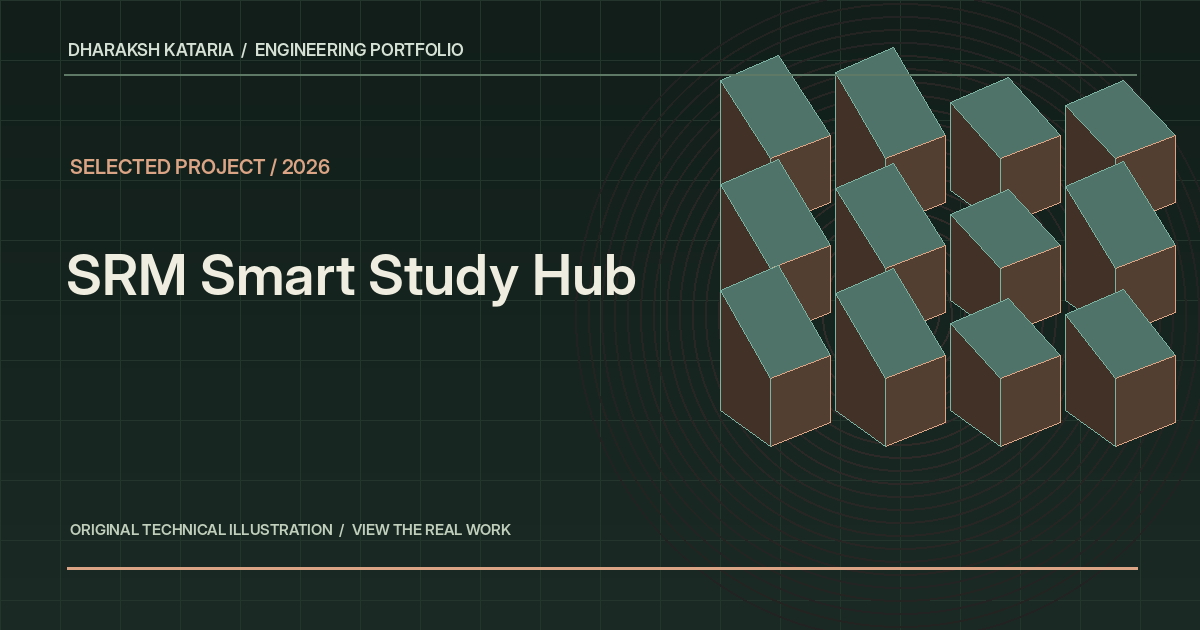 DHARAKSH KATARIA / ENGINEERING PORTFOLIO
SELECTED PROJECT / 2026
SRM Smart Study Hub
ORIGINAL TECHNICAL ILLUSTRATION / VIEW THE REAL WORK